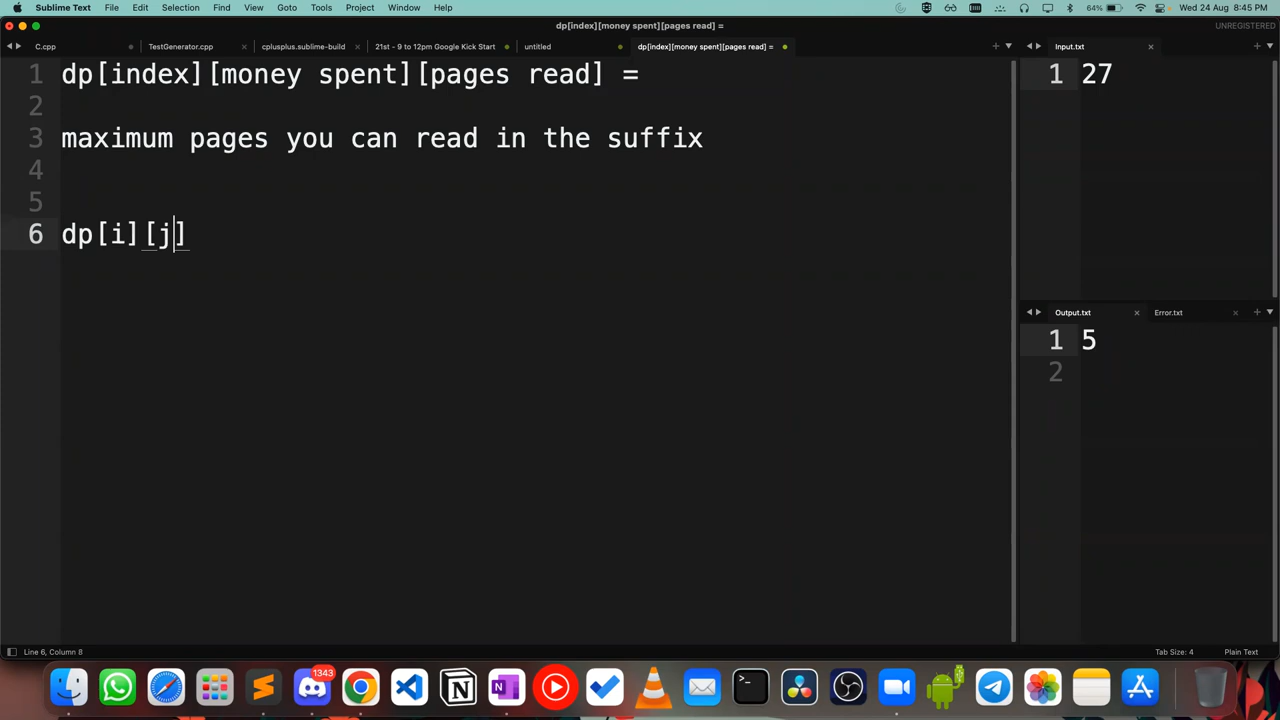 Sublime Text File Edit Selection Find View Goto Tools Project Window Help 64% Wed 24 Aug 8:45 PM
dp[index][money spent][pages read] = UNREGISTERED
C.cpp TestGenerator.cpp cplusplus.sublime-build 21st - 9 to 12pm Google Kick Start untitled dp[index][money spent][pages read] = Input.txt
1 dp[index][money spent][pages read] =
2
3 maximum pages you can read in the suffix
4
5
6 dp[i][j]
1 27
Output.txt Error.txt
1 5
2
Line 6, Column 8 Tab Size: 4 Plain Text
1343